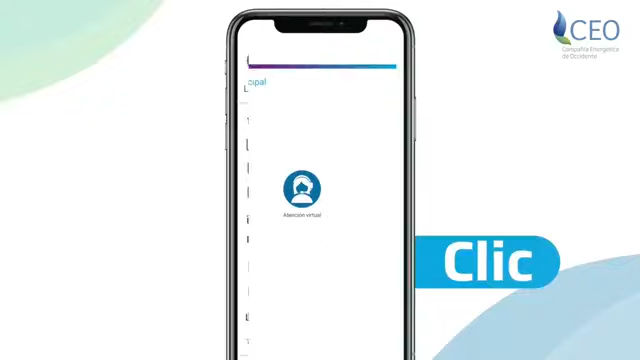 CEO
Compañía Energética
de Occidente
cipal
L
Atención virtual
Clic